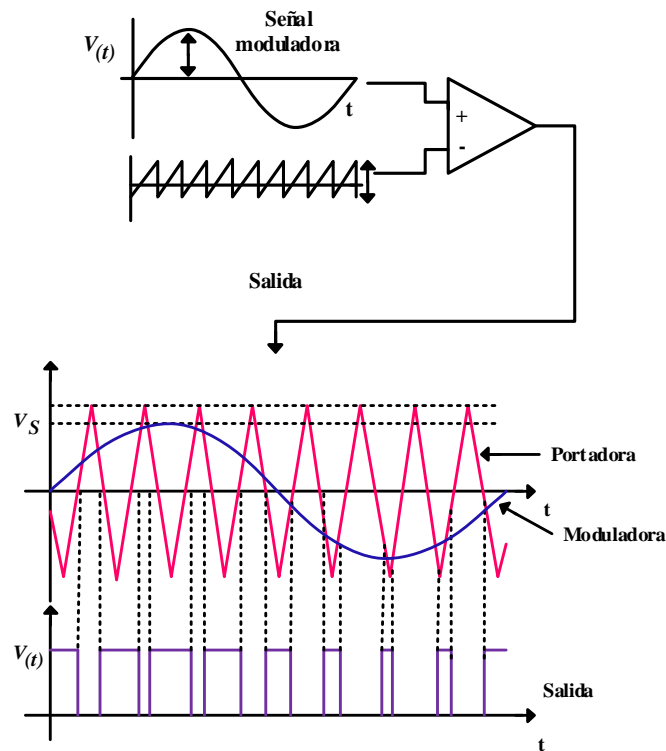 Señal
moduladora
V(t)
t
+
-
Salida
VS
Portadora
t
Moduladora
V(t)
Salida
t